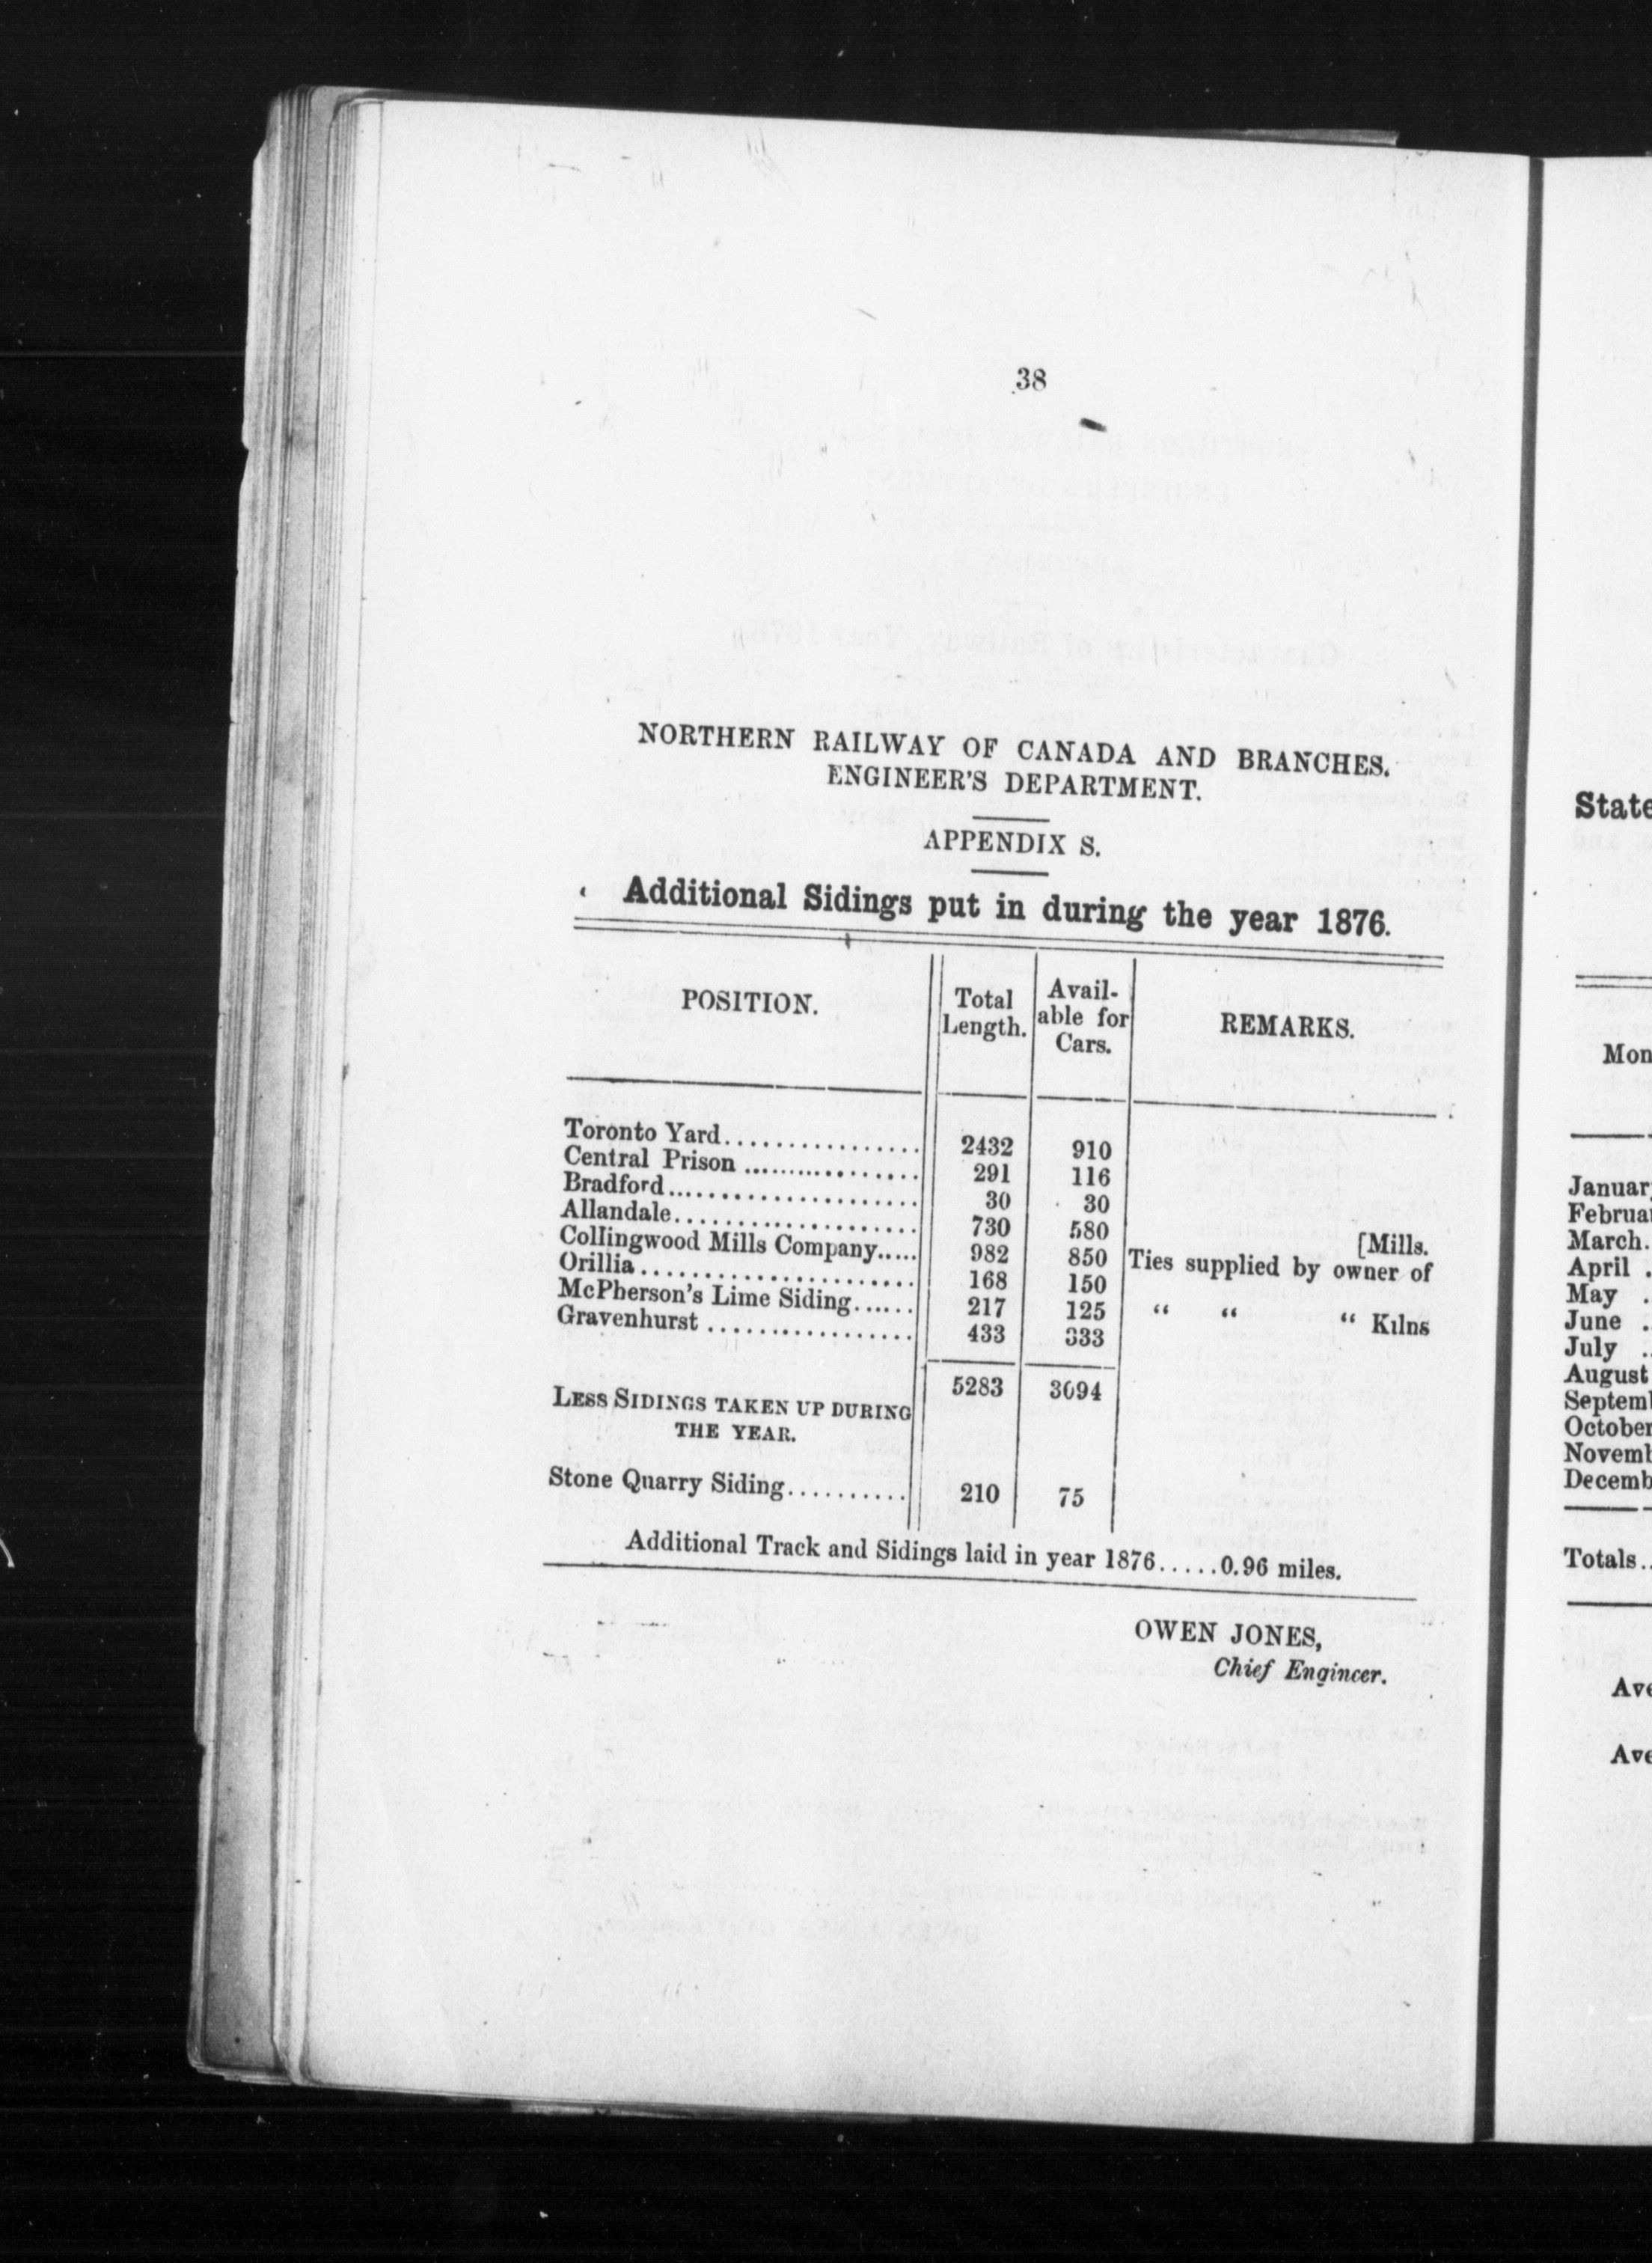 38
NORTHERN RAILWAY OF CANADA AND BRANCHES.
ENGINEER'S DEPARTMENT.
APPENDIX S.
Additional Sidings put in during the year 1876.
POSITION. Total Length. Avail-able for Cars. REMARKS.
Toronto Yard................ 2432 910
Central Prison ................ 291 116
Bradford..................... 30 30
Allandale.................... 730 580 [Mills.
Collingwood Mills Company..... 982 850 Ties supplied by owner of
Orillia...................... 168 150
McPherson's Lime Siding...... 217 125 “ “ “ Kilns
Gravenhurst ................. 433 333
5283 3094
LESS SIDINGS TAKEN UP DURING
THE YEAR.
Stone Quarry Siding.......... 210 75
Additional Track and Sidings laid in year 1876.....0.96 miles.
OWEN JONES,
Chief Engineer.
State
Mon
January
Februar
March.
April .
May .
June .
July ..
August
Septemb
October
Novemb
Decemb
Totals..
Ave
Ave